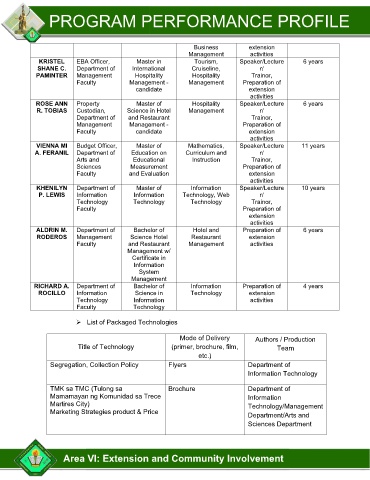 PROGRAM PERFORMANCE PROFILE
Business Management
extension activities
KRISTEL SHANE C. PAMINTER
EBA Officer, Department of Management Faculty
Master in International Hospitality Management - candidate
Tourism, Cruiseline, Hospitality Management
Speaker/Lecturer/ Trainor, Preparation of extension activities
6 years
ROSE ANN R. TOBIAS
Property Custodian, Department of Management Faculty
Master of Science in Hotel and Restaurant Management - candidate
Hospitality Management
Speaker/Lecturer/ Trainor, Preparation of extension activities
6 years
VIENNA MI A. FERANIL
Budget Officer, Department of Arts and Sciences Faculty
Master of Education on Educational Measurement and Evaluation
Mathematics, Curriculum and Instruction
Speaker/Lecturer/ Trainor, Preparation of extension activities
11 years
KHENILYN P. LEWIS
Department of Information Technology Faculty
Master of Information Technology
Information Technology, Web Technology
Speaker/Lecturer/ Trainor, Preparation of extension activities
10 years
ALDRIN M. RODEROS
Department of Management Faculty
Bachelor of Science Hotel and Restaurant Management w/ Certificate in Information System Management
Hotel and Restaurant Management
Preparation of extension activities
6 years
RICHARD A. ROCILLO
Department of Information Technology Faculty
Bachelor of Science in Information Technology
Information Technology
Preparation of extension activities
4 years
➢ List of Packaged Technologies
Title of Technology
Mode of Delivery (primer, brochure, film, etc.)
Authors / Production Team
Segregation, Collection Policy
Flyers
Department of Information Technology
TMK sa TMC (Tulong sa Mamamayan ng Komunidad sa Trece Martires City)
Marketing Strategies product & Price
Brochure
Department of Information Technology/Management Department/Arts and Sciences Department
Area VI: Extension and Community Involvement